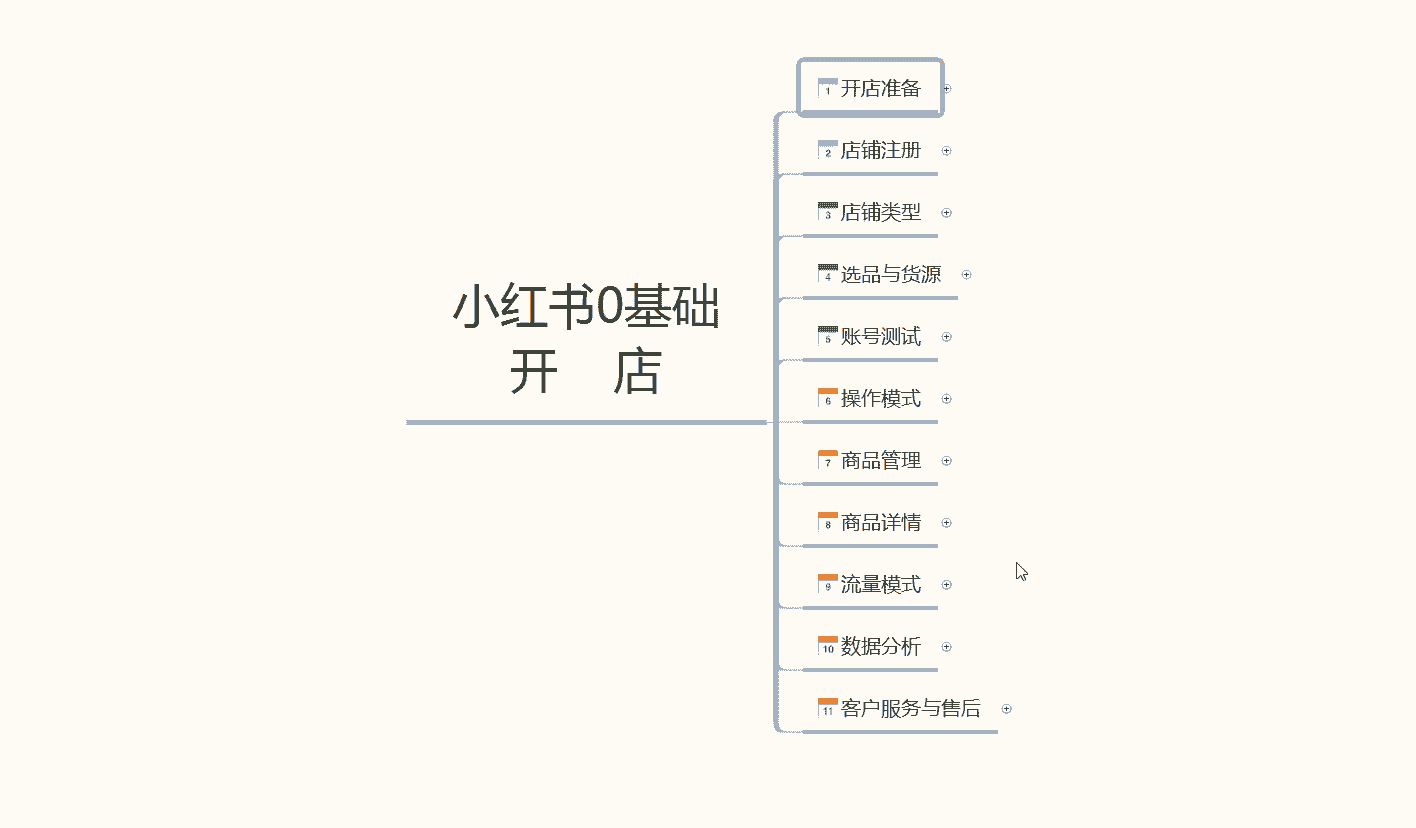 小红书0基础
开 店
1 开店准备
2 店铺注册
3 店铺类型
4 选品与货源
5 账号测试
6 操作模式
7 商品管理
8 商品详情
9 流量模式
10 数据分析
11 客户服务与售后